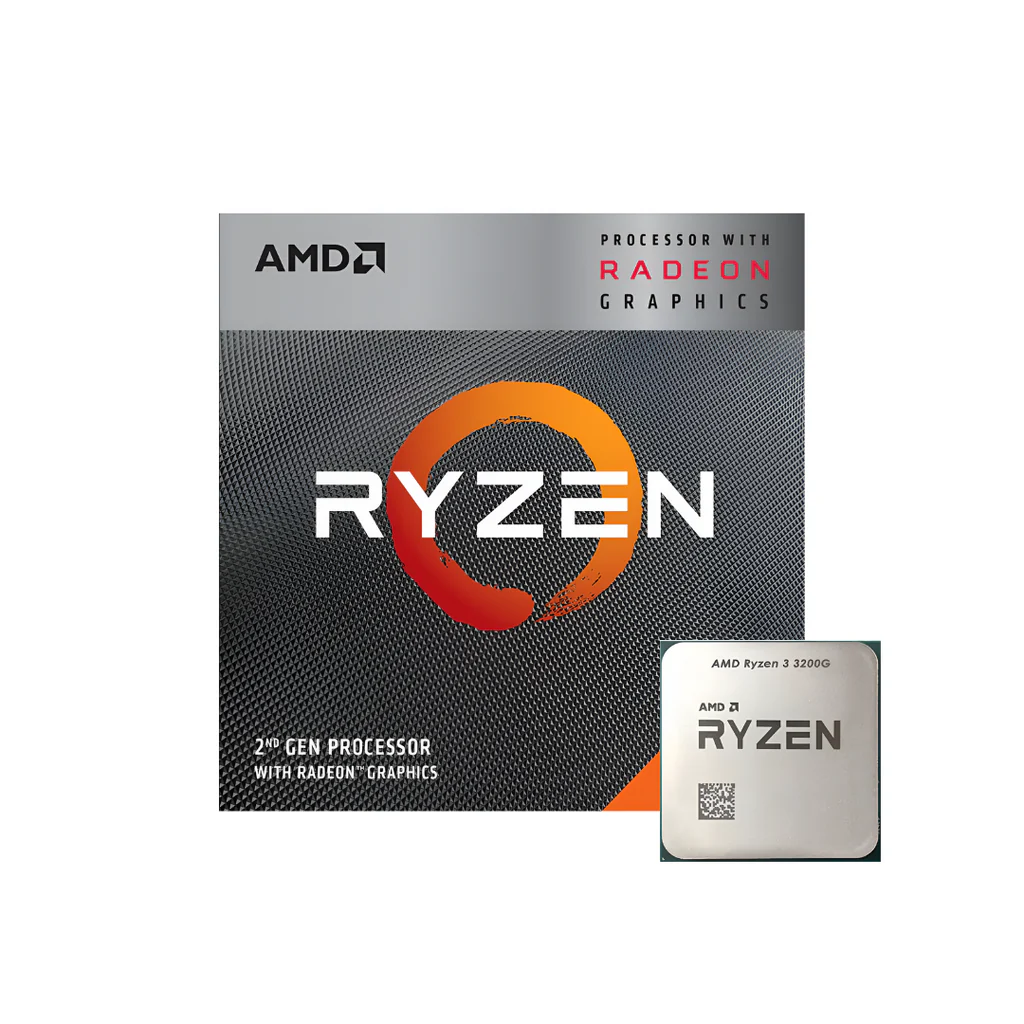 AMD
PROCESSOR WITH
RADEON
GRAPHICS
RYZEN
2ND GEN PROCESSOR
WITH RADEON™ GRAPHICS
AMD Ryzen 3 3200G
AMD
RYZEN